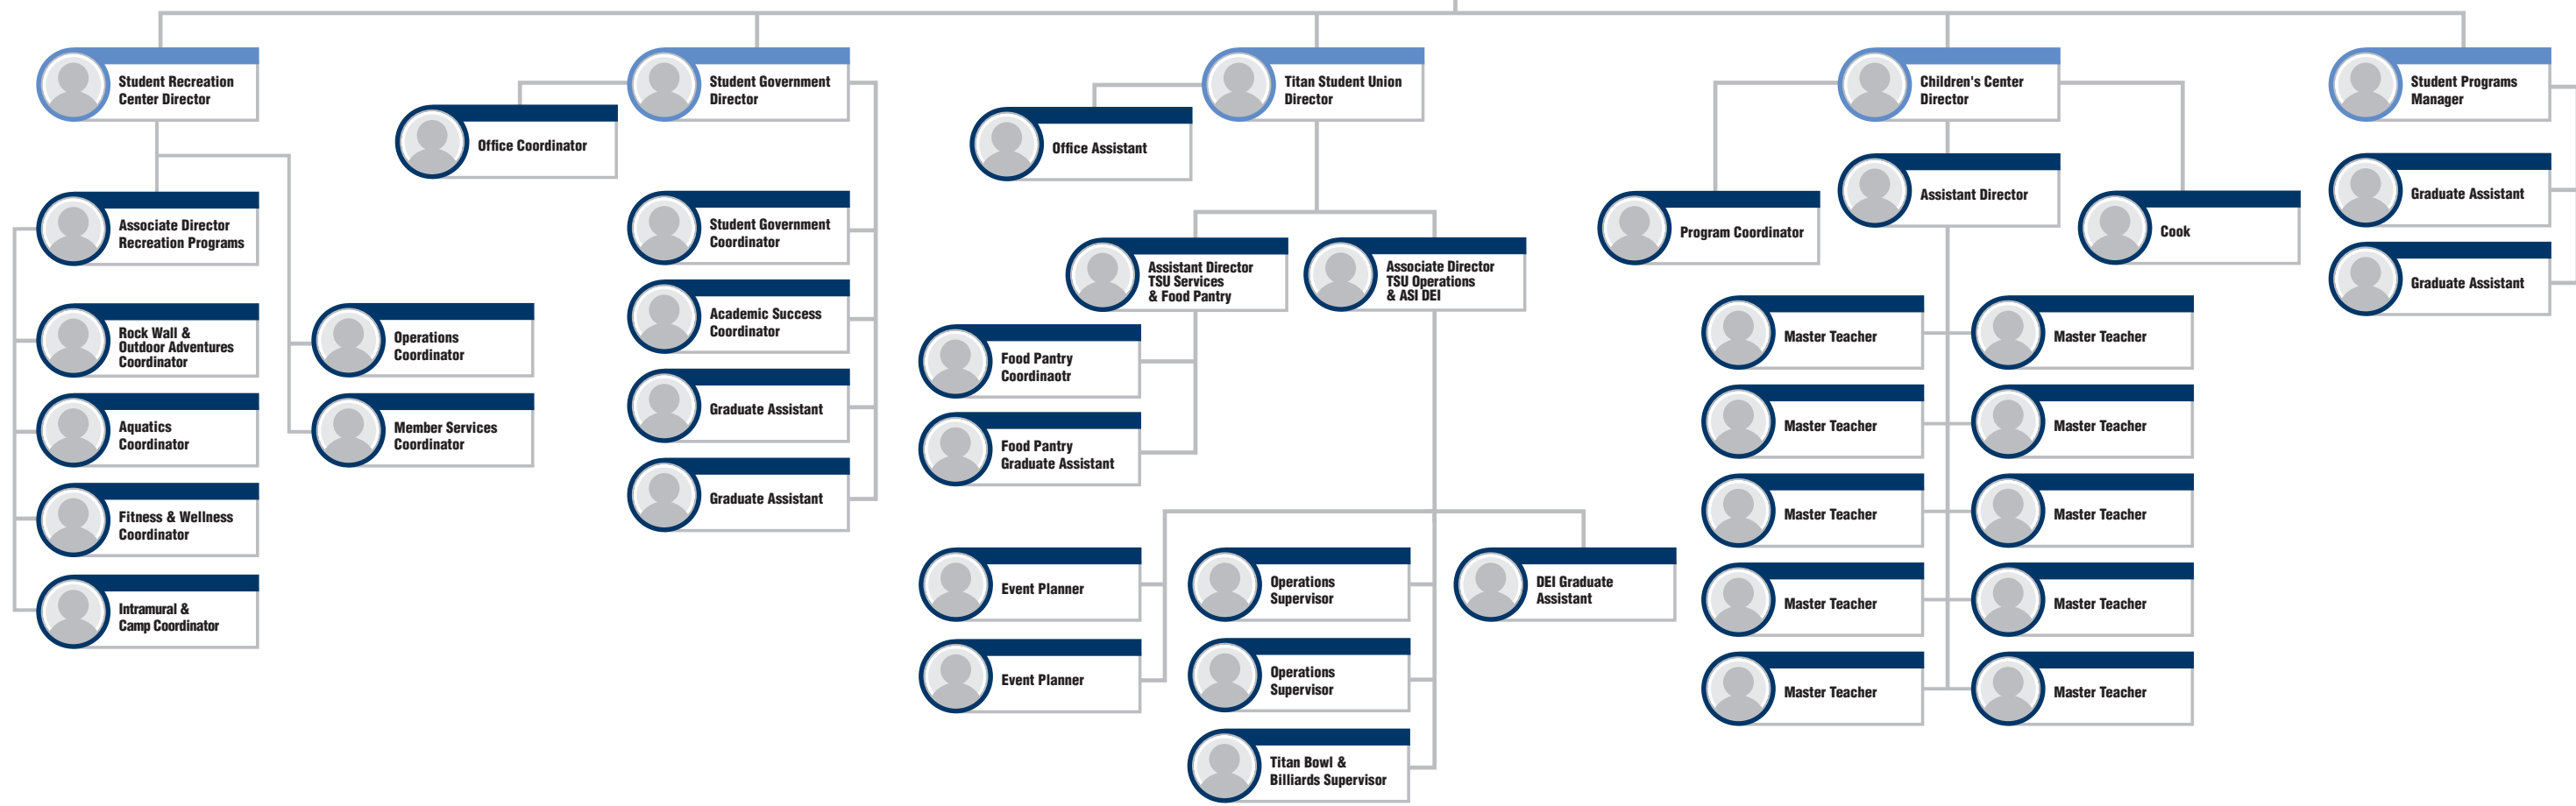 Student Recreation
Center Director
Associate Director
Recreation Programs
Rock Wall &
Outdoor Adventures
Coordinator
Aquatics
Coordinator
Fitness & Wellness
Coordinator
Intramural &
Camp Coordinator
Operations
Coordinator
Member Services
Coordinator
Student Government
Director
Office Coordinator
Student Government
Coordinator
Academic Success
Coordinator
Graduate Assistant
Graduate Assistant
Titan Student Union
Director
Office Assistant
Assistant Director
TSU Services
& Food Pantry
Associate Director
TSU Operations
& ASI DEI
Food Pantry
Coordinaotr
Food Pantry
Graduate Assistant
Event Planner
Event Planner
Operations
Supervisor
Operations
Supervisor
Titan Bowl &
Billiards Supervisor
DEI Graduate
Assistant
Children's Center
Director
Program Coordinator
Assistant Director
Cook
Master Teacher
Master Teacher
Master Teacher
Master Teacher
Master Teacher
Master Teacher
Master Teacher
Master Teacher
Master Teacher
Master Teacher
Student Programs
Manager
Graduate Assistant
Graduate Assistant